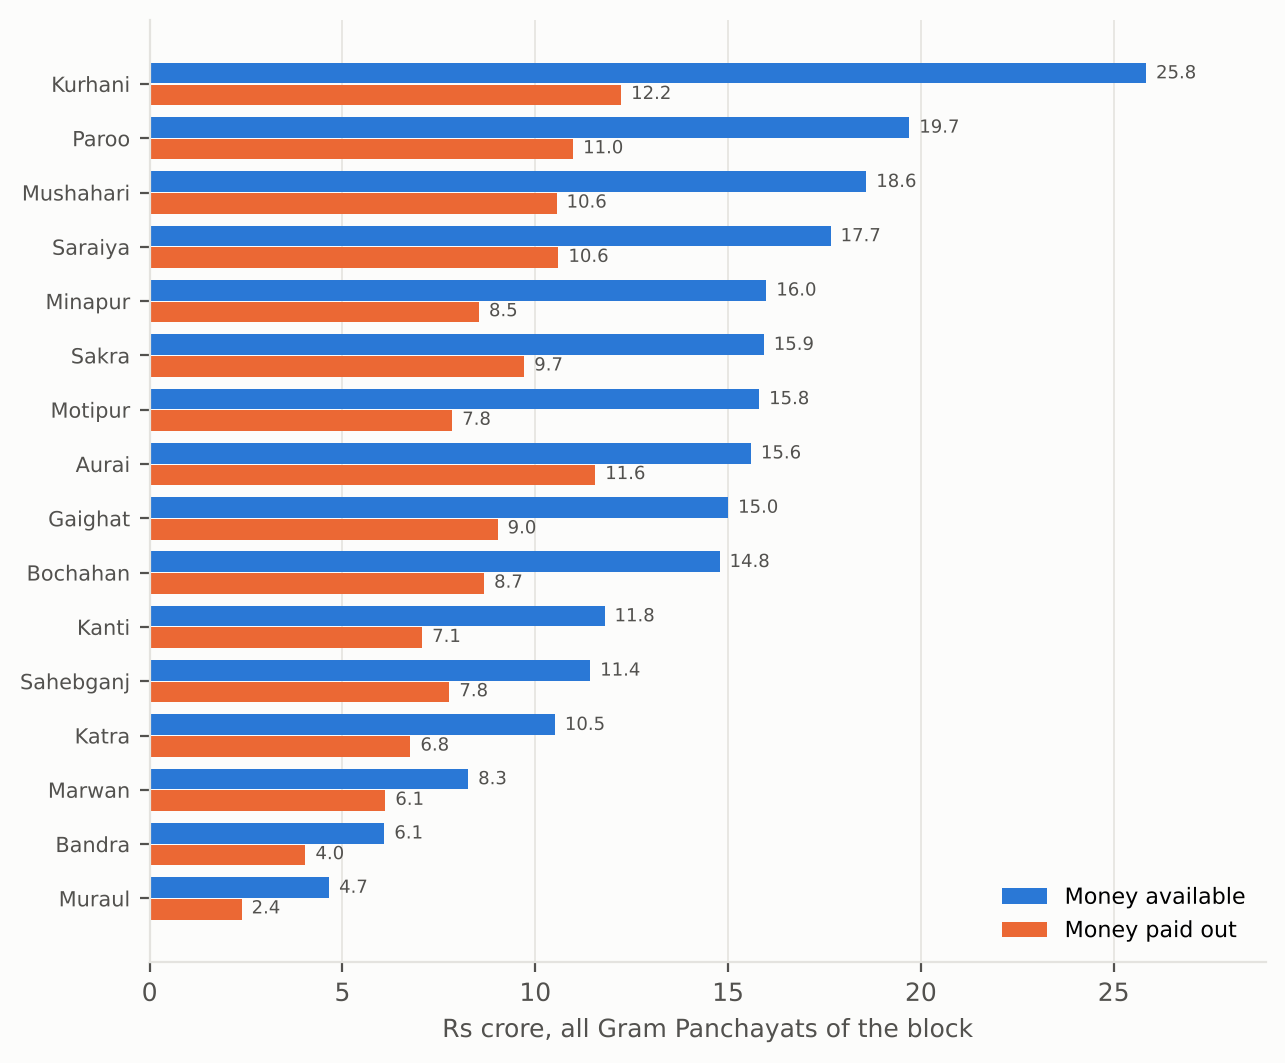 Kurhani 25.8
12.2
Paroo 19.7
11.0
Mushahari 18.6
10.6
Saraiya 17.7
10.6
Minapur 16.0
8.5
Sakra 15.9
9.7
Motipur 15.8
7.8
Aurai 15.6
11.6
Gaighat 15.0
9.0
Bochahan 14.8
8.7
Kanti 11.8
7.1
Sahebganj 11.4
7.8
Katra 10.5
6.8
Marwan 8.3
6.1
Bandra 6.1
4.0
Muraul 4.7
2.4
Money available
Money paid out
0 5 10 15 20 25
Rs crore, all Gram Panchayats of the block